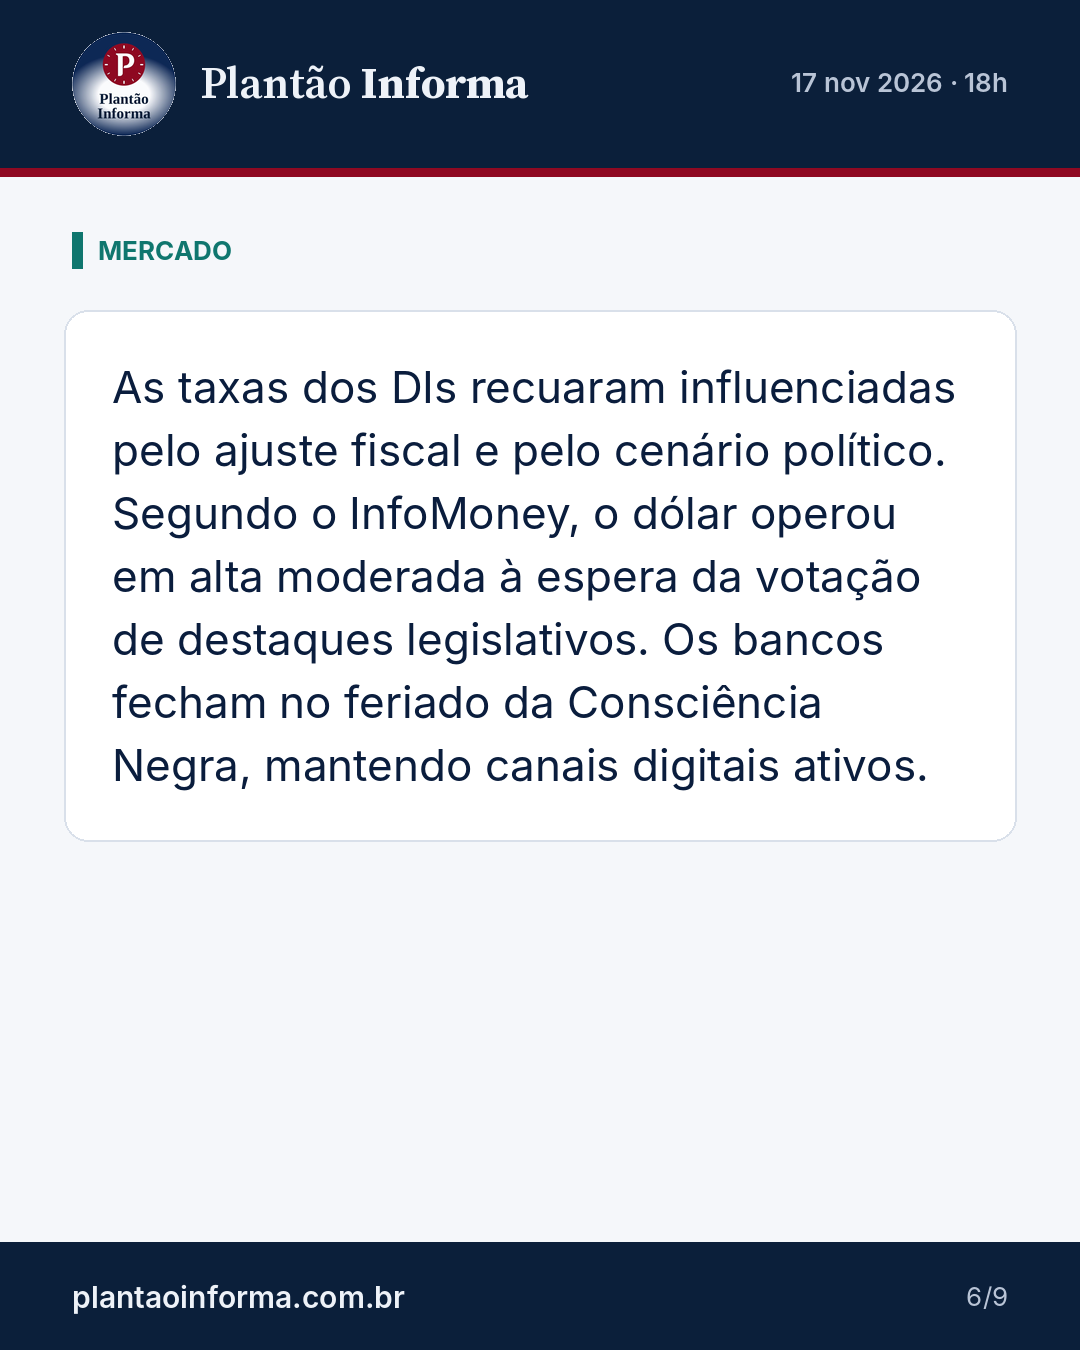 P
Plantão
Informa
Plantão Informa
17 nov 2026 · 18h
MERCADO
As taxas dos DIs recuaram influenciadas
pelo ajuste fiscal e pelo cenário político.
Segundo o InfoMoney, o dólar operou
em alta moderada à espera da votação
de destaques legislativos. Os bancos
fecham no feriado da Consciência
Negra, mantendo canais digitais ativos.
plantaoinforma.com.br
6/9